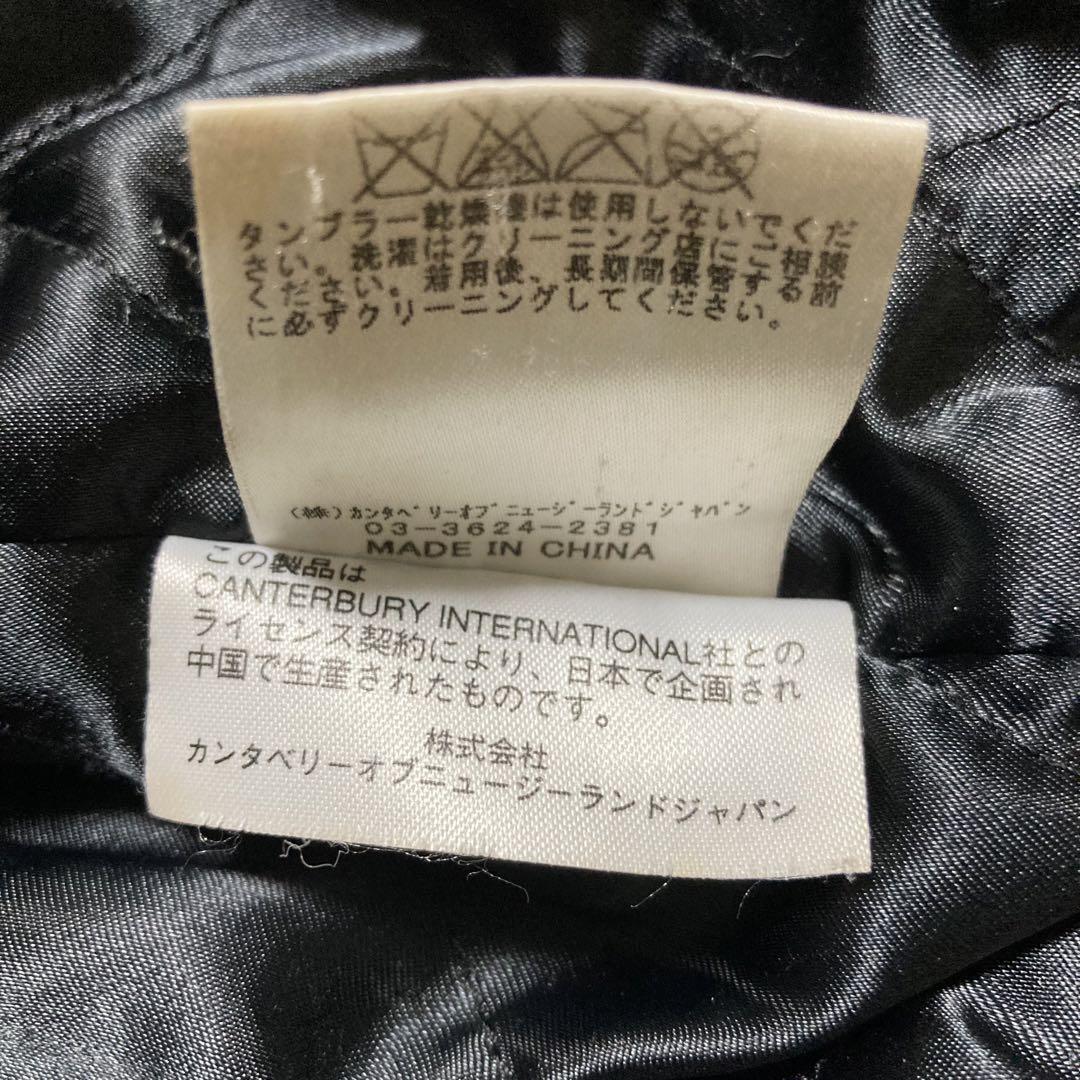 タンブラー乾燥は使用しないでくだ
さい。洗濯はクリーニング店にご相談
ください。着用後、長期間保管する前
に必ずクリーニングしてください。
(株)カンタベリーオブニュージーランドジャパン
03-3624-2381
MADE IN CHINA
この製品は
CANTERBURY INTERNATIONAL社との
ライセンス契約により、日本で企画され
中国で生産されたものです。
株式会社
カンタベリーオブニュージーランドジャパン